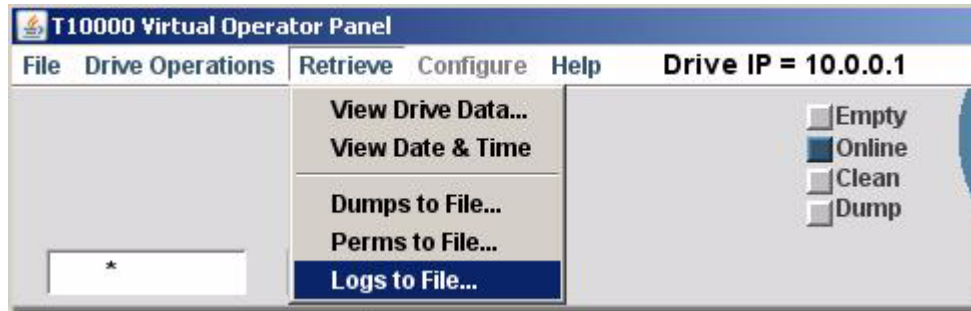 T10000 Virtual Operator Panel
File Drive Operations Retrieve Configure Help Drive IP = 10.0.0.1
View Drive Data...
View Date & Time
Dumps to File...
Perms to File...
Logs to File...
Empty
Online
Clean
Dump
*